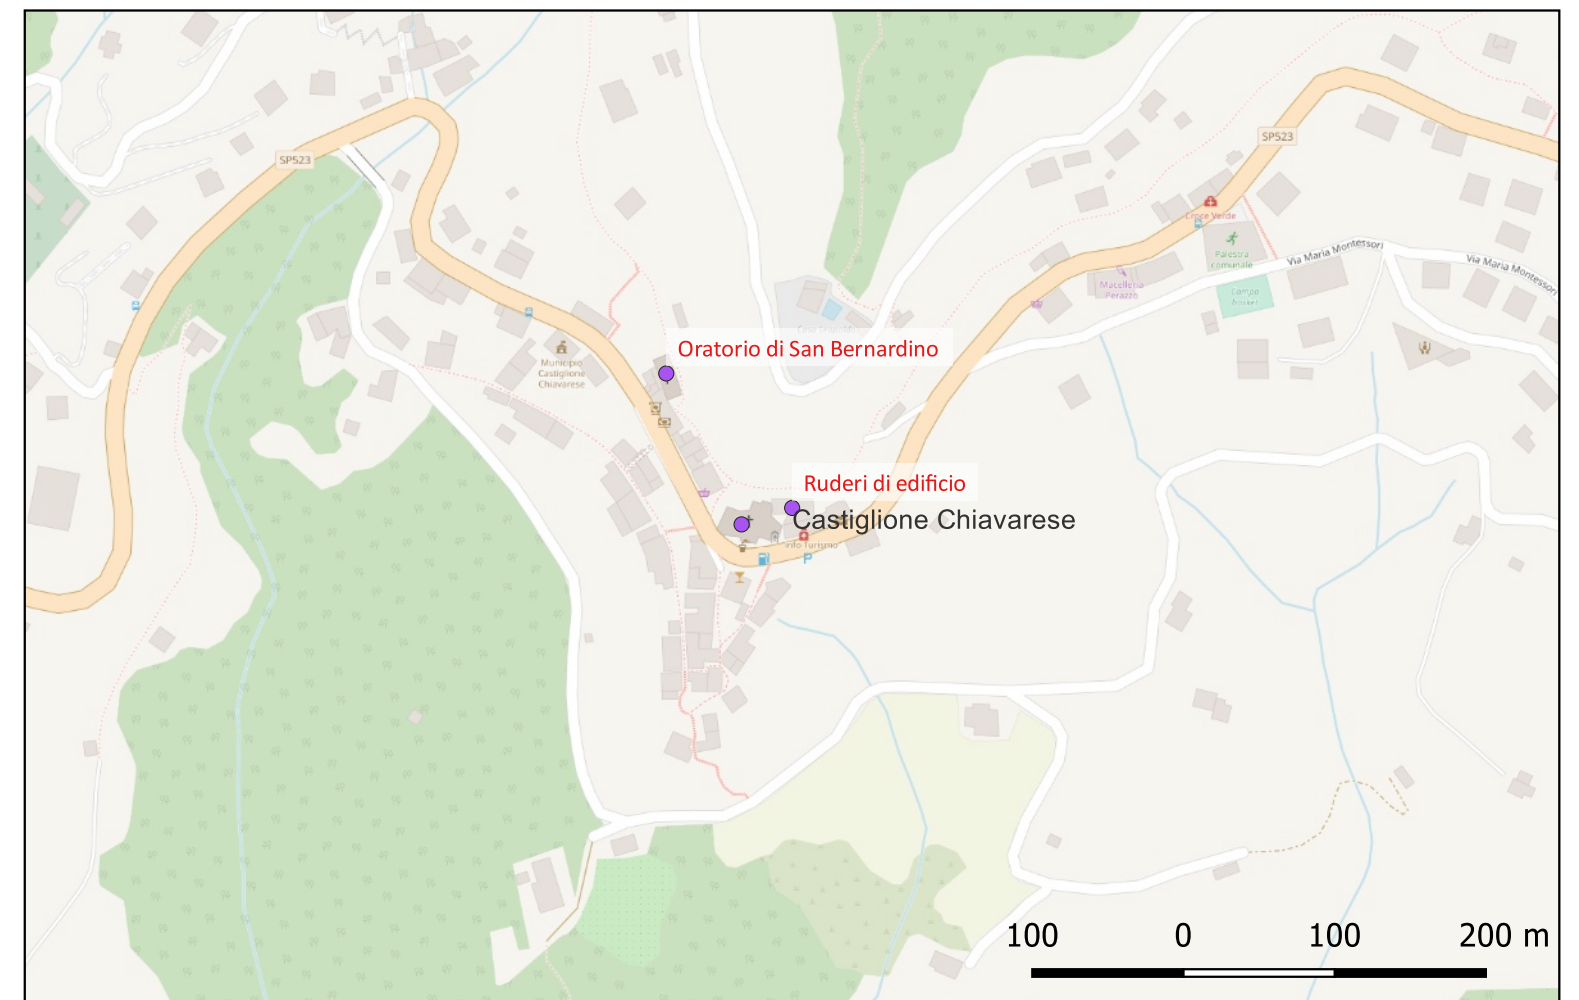 SP523
SP523
Croce Verde
Palestra
comunale
Via Maria Montessori
Via Maria Montessori
Macelleria
Perazzo
Campo
basket
Oratorio di San Bernardino
Municipio
Castiglione
Chiavarese
Ruderi di edificio
Castiglione Chiavarese
Info Turismo
P
100 0 100 200 m